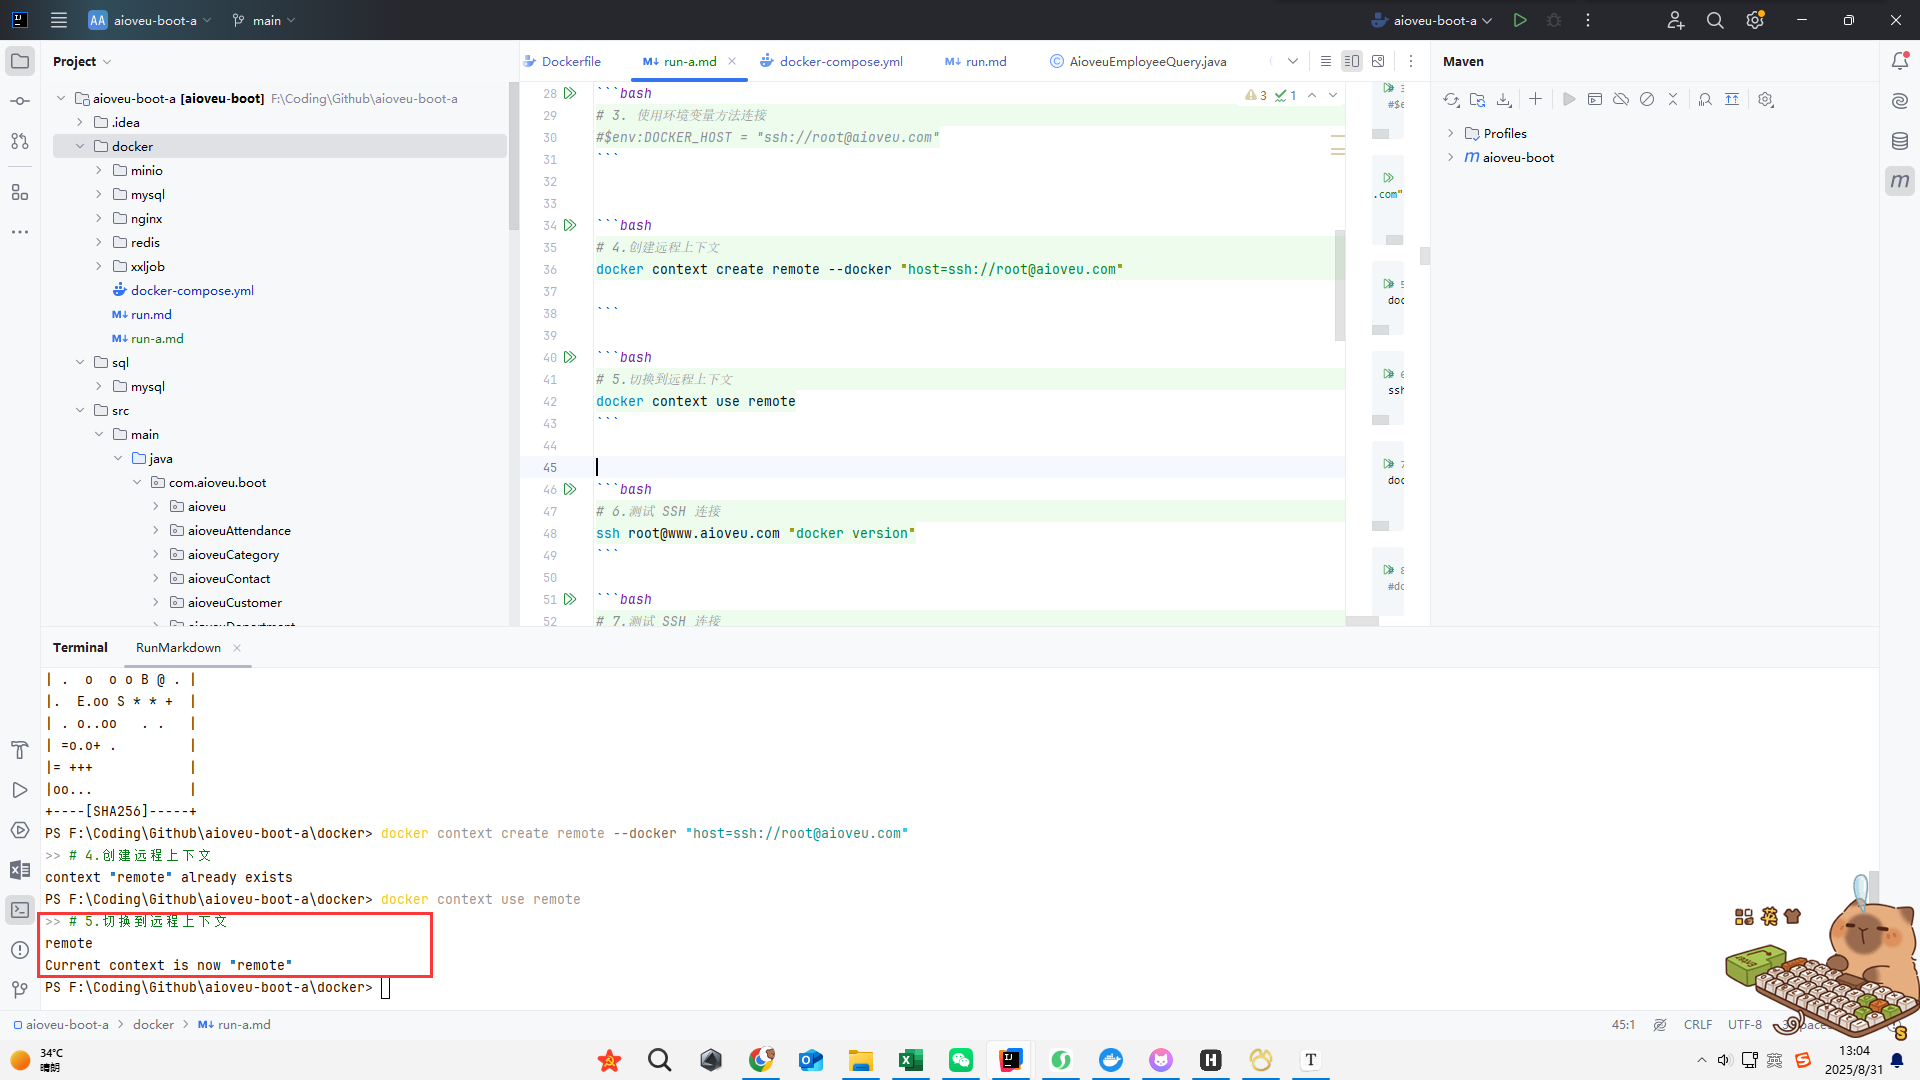 AA aioveu-boot-a main aioveu-boot-a
Project
Dockerfile run-a.md docker-compose.yml run.md AioveuEmployeeQuery.java
Maven
aioveu-boot-a [aioveu-boot] F:\Coding\Github\aioveu-boot-a
.idea
docker
minio
mysql
nginx
redis
xxljob
docker-compose.yml
run.md
run-a.md
sql
mysql
src
main
java
com.aioveu.boot
aioveu
aioveuAttendance
aioveuCategory
aioveuContact
aioveuCustomer
aioveuDepartment
3 1
28 ```bash
29 # 3. 使用环境变量方法连接
30 #$env:DOCKER_HOST = "ssh://root@aioveu.com"
31 ```
32
33
34 ```bash
35 # 4.创建远程上下文
36 docker context create remote --docker "host=ssh://root@aioveu.com"
37
38 ```
39
40 ```bash
41 # 5.切换到远程上下文
42 docker context use remote
43 ```
44
45
46 ```bash
47 # 6.测试 SSH 连接
48 ssh root@www.aioveu.com "docker version"
49 ```
50
51 ```bash
52 # 7.测试 SSH 连接
#$e
.com"
# 5
doc
ssh
# 7
doc
#dc
Profiles
aioveu-boot
Terminal RunMarkdown
| .  o  o o B @ . |
|.  E.oo S * * +  |
| . o..oo   . .   |
| =o.o+ .         |
|= +++            |
|oo...            |
+----[SHA256]-----+
PS F:\Coding\Github\aioveu-boot-a\docker> docker context create remote --docker "host=ssh://root@aioveu.com"
>> # 4.创建远程上下文
context "remote" already exists
PS F:\Coding\Github\aioveu-boot-a\docker> docker context use remote
>> # 5.切换到远程上下文
remote
Current context is now "remote"
PS F:\Coding\Github\aioveu-boot-a\docker>
aioveu-boot-a > docker > run-a.md
45:1 CRLF UTF-8
34°C
晴朗
英
13:04
2025/8/31